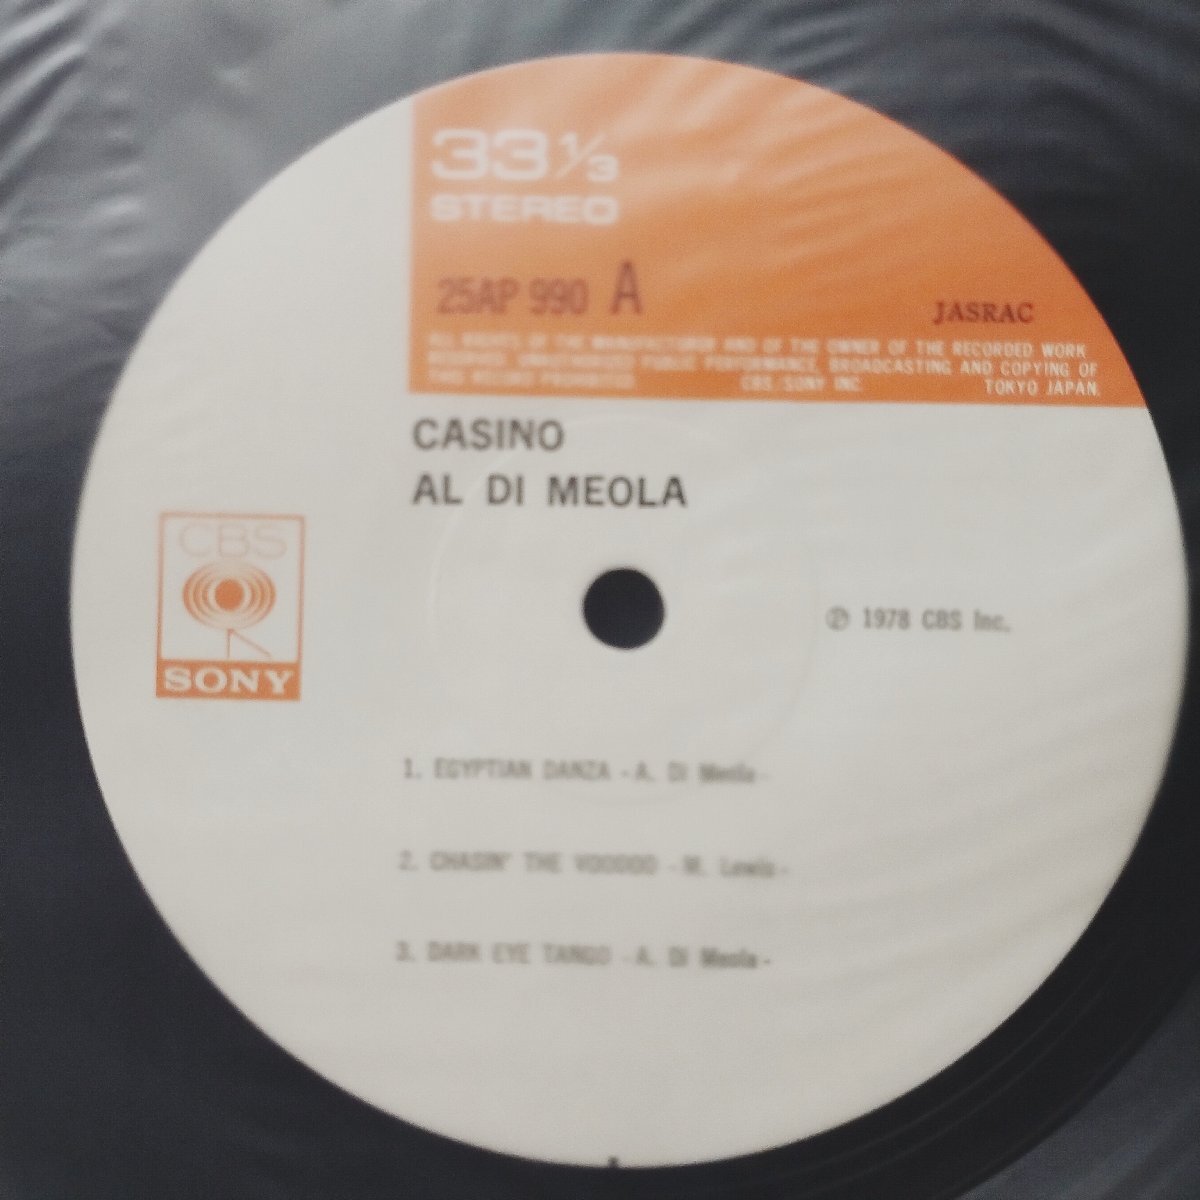 33 1/3
STEREO
25AP 990 A
JASRAC
ALL RIGHTS OF THE MANUFACTURER AND OF THE OWNER OF THE RECORDED WORK
RESERVED. UNAUTHORIZED PUBLIC PERFORMANCE, BROADCASTING AND COPYING OF
THIS RECORD PROHIBITED CBS/SONY INC. TOKYO JAPAN.
CASINO
AL DI MEOLA
CBS
SONY
℗ 1978 CBS Inc.
1. EGYPTIAN DANZA -A. Di Meola-
2. CHASIN' THE VOODOO -M. Lewis-
3. DARK EYE TANGO -A. Di Meola-